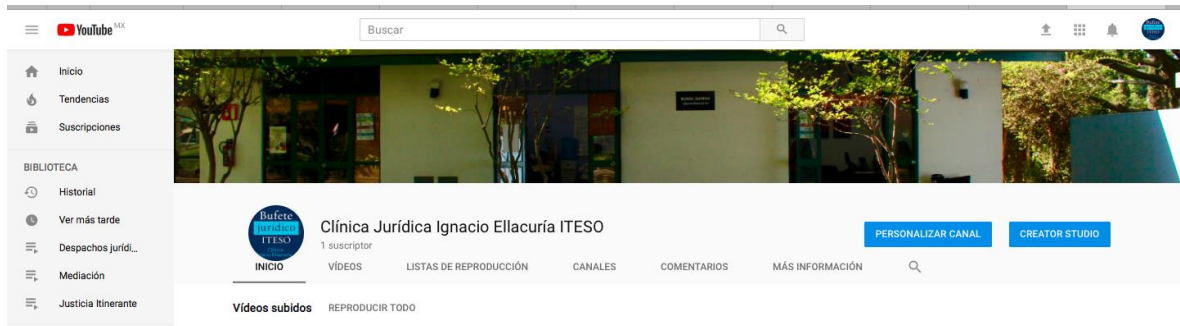 YouTube MX
Buscar
Inicio
Tendencias
Suscripciones
BIBLIOTECA
Historial
Ver más tarde
Despachos jurídi...
Mediación
Justicia Itinerante
Bufete
jurídico
ITESO
Clínica Jurídica Ignacio Ellacuría ITESO
1 suscriptor
PERSONALIZAR CANAL
CREATOR STUDIO
INICIO
VÍDEOS
LISTAS DE REPRODUCCIÓN
CANALES
COMENTARIOS
MÁS INFORMACIÓN
Vídeos subidos
REPRODUCIR TODO